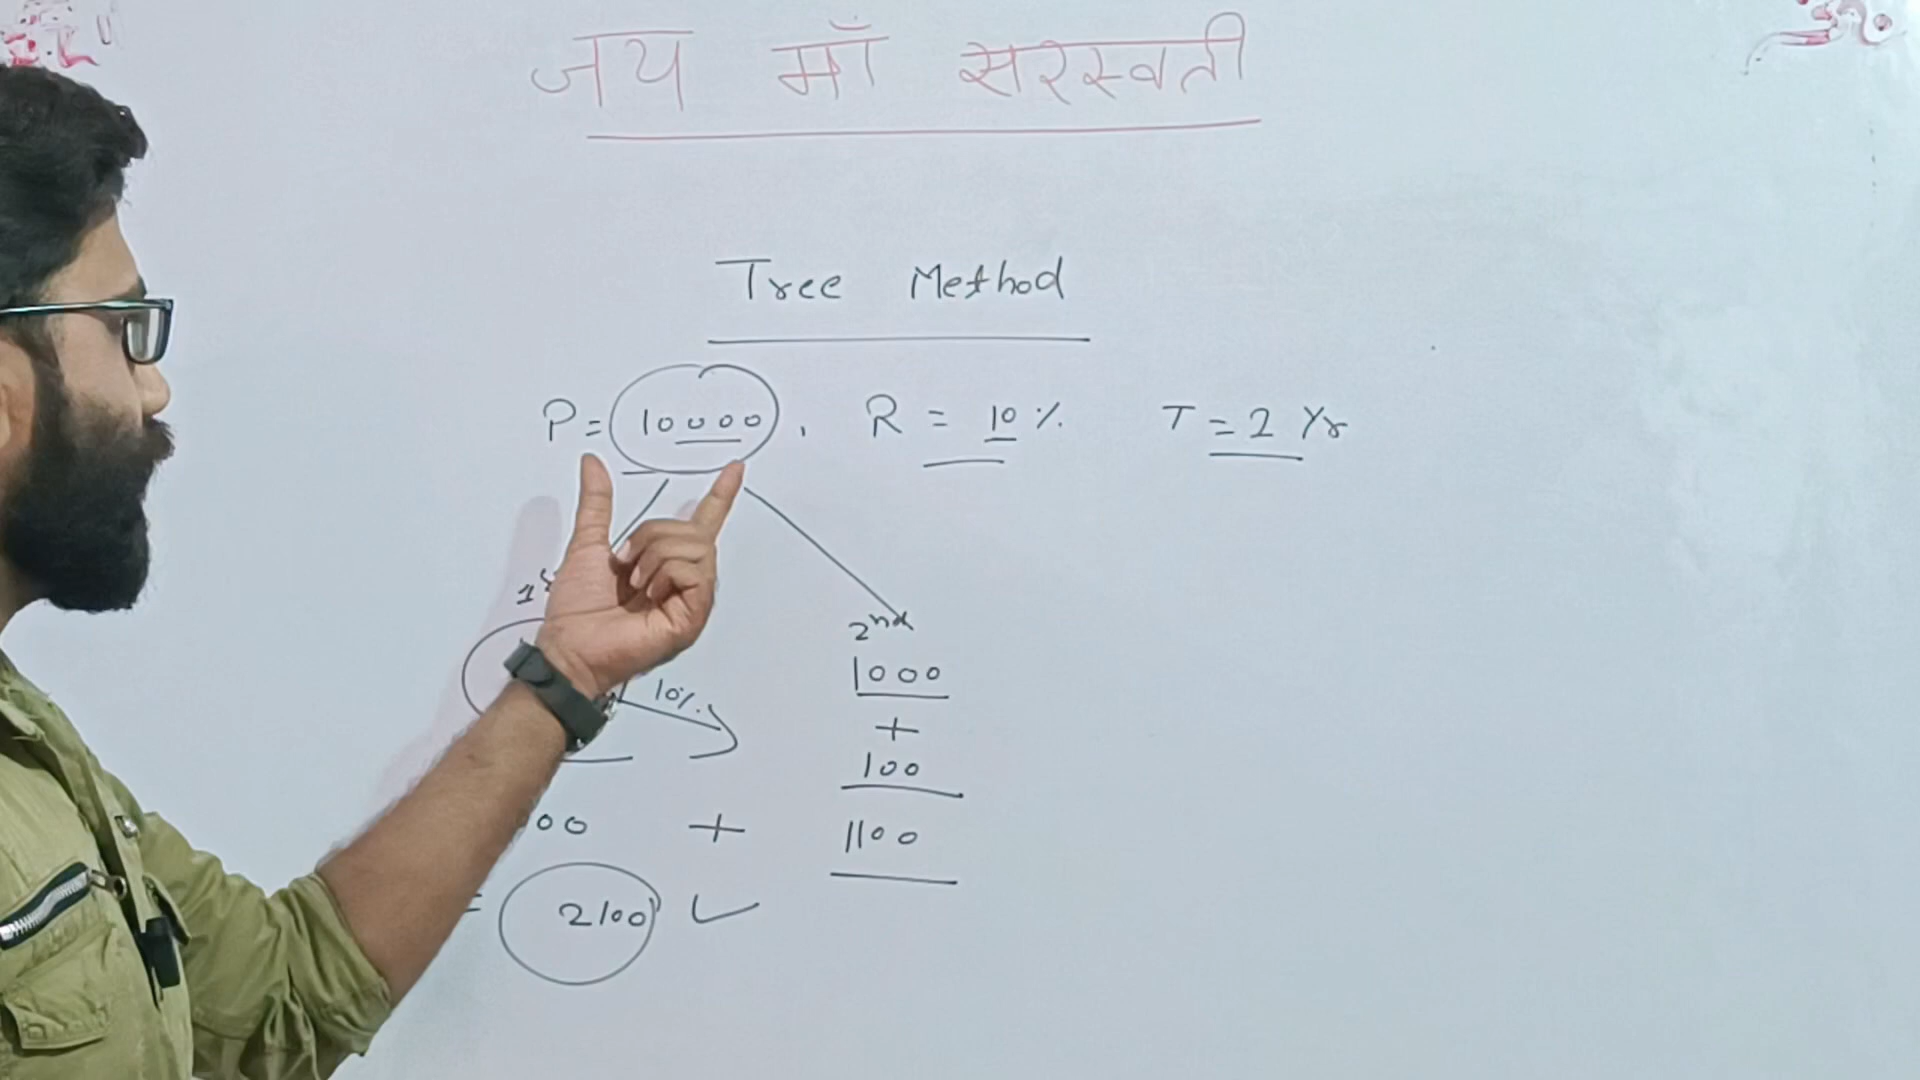 जय माँ सरस्वती
Tree Method
P = 10000, R = 10% T = 2 Yr
2nd
1000
10%
+
100
00 + 1100
= 2100 ✓